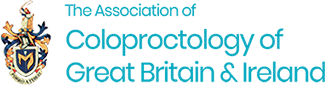 The Association of
Coloproctology of
Great Britain & Ireland